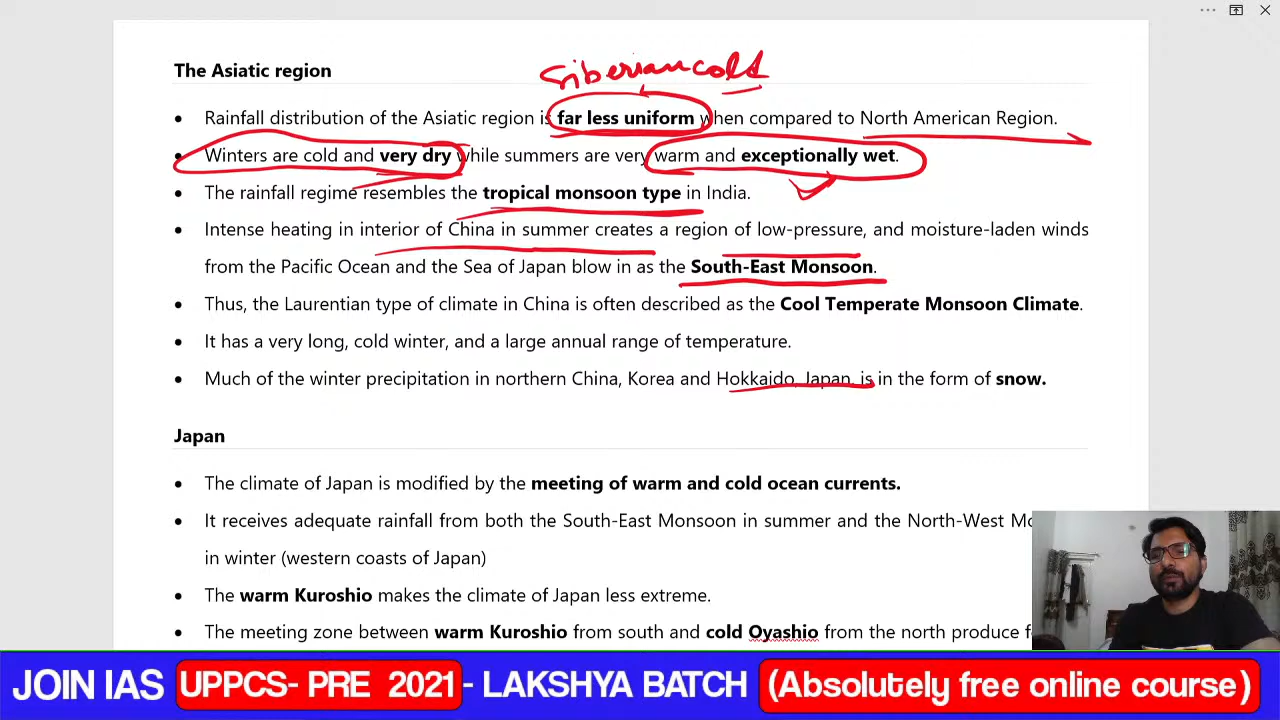 Siberian cold
The Asiatic region
• Rainfall distribution of the Asiatic region is far less uniform when compared to North American Region.
• Winters are cold and very dry while summers are very warm and exceptionally wet.
• The rainfall regime resembles the tropical monsoon type in India.
• Intense heating in interior of China in summer creates a region of low-pressure, and moisture-laden winds
from the Pacific Ocean and the Sea of Japan blow in as the South-East Monsoon.
• Thus, the Laurentian type of climate in China is often described as the Cool Temperate Monsoon Climate.
• It has a very long, cold winter, and a large annual range of temperature.
• Much of the winter precipitation in northern China, Korea and Hokkaido, Japan, is in the form of snow.
Japan
• The climate of Japan is modified by the meeting of warm and cold ocean currents.
• It receives adequate rainfall from both the South-East Monsoon in summer and the North-West
in winter (western coasts of Japan)
• The warm Kuroshio makes the climate of Japan less extreme.
• The meeting zone between warm Kuroshio from south and cold Oyashio from the north produce
JOIN IAS UPPCS- PRE 2021 - LAKSHYA BATCH (Absolutely free online course)